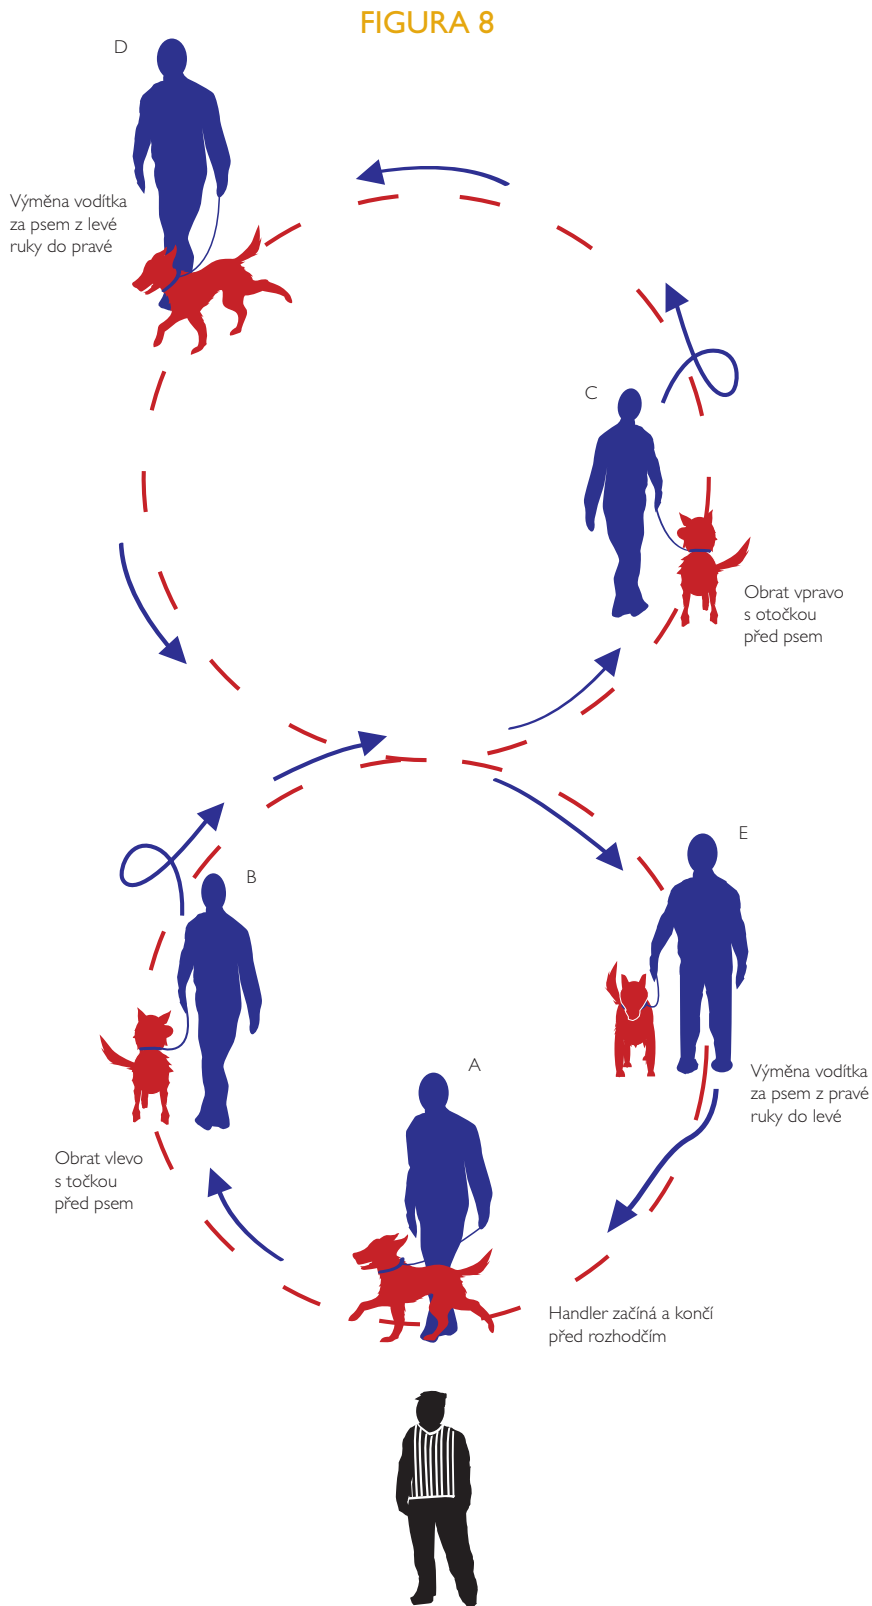 FIGURA 8
D
Výměna vodítka
za psem z levé
ruky do pravé
C
Obrat vpravo
s otočkou
před psem
E
B
Výměna vodítka
za psem z pravé
ruky do levé
A
Obrat vlevo
s točkou
před psem
Handler začíná a končí
před rozhodčím